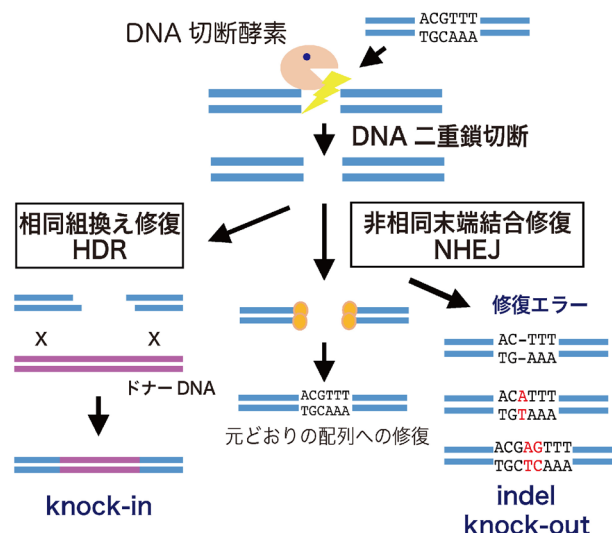 DNA 切断酵素
ACGTTT
TGCAAA
DNA 二重鎖切断
相同組換え修復
HDR
非相同末端結合修復
NHEJ
X
X
ドナー DNA
knock-in
ACGTTT
TGCAAA
元どおりの配列への修復
修復エラー
AC-TTT
TG-AAA
ACATTT
TGTAAA
ACGAGTTT
TGCTCAAA
indel
knock-out